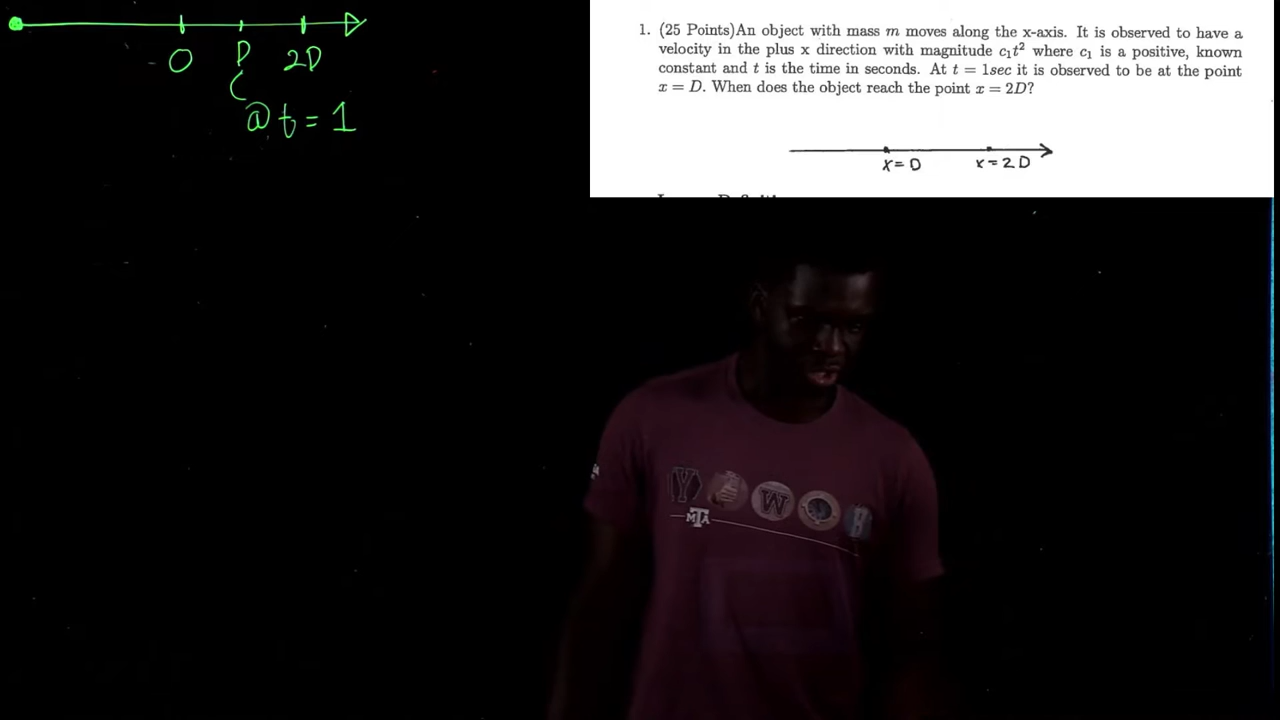 0 D 2D
@ t = 1
1. (25 Points)An object with mass m moves along the x-axis. It is observed to have a
velocity in the plus x direction with magnitude c₁t² where c₁ is a positive, known
constant and t is the time in seconds. At t = 1sec it is observed to be at the point
x = D. When does the object reach the point x = 2D?
x = D x = 2D
Y W
ATM